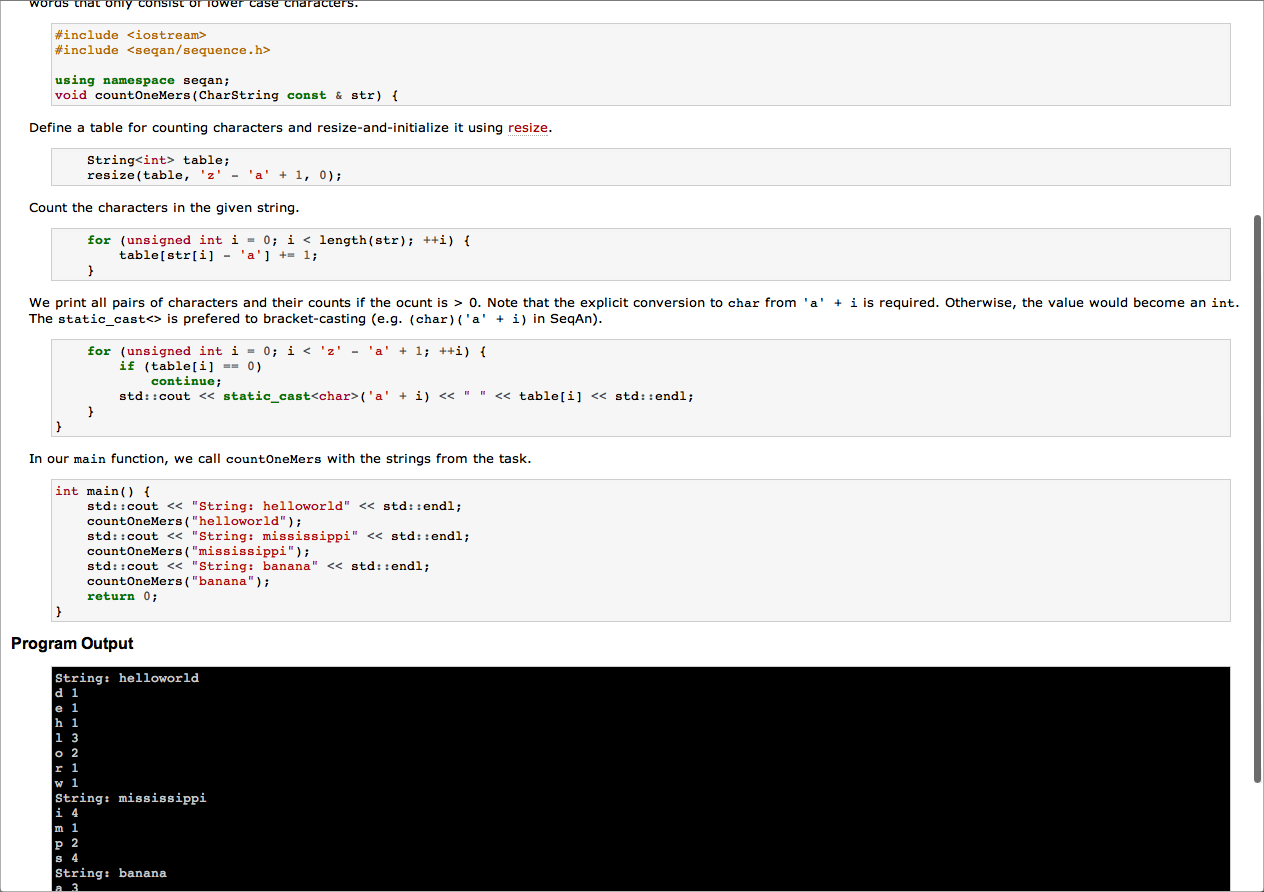 words that only consist of lower case characters.
#include <iostream>
#include <seqan/sequence.h>
using namespace seqan;
void countOneMers(CharString const & str) {
Define a table for counting characters and resize-and-initialize it using resize.
String<int> table;
resize(table, 'z' - 'a' + 1, 0);
Count the characters in the given string.
for (unsigned int i = 0; i < length(str); ++i) {
table[str[i] - 'a'] += 1;
}
We print all pairs of characters and their counts if the ocunt is > 0. Note that the explicit conversion to char from 'a' + i is required. Otherwise, the value would become an int.
The static_cast<> is prefered to bracket-casting (e.g. (char)('a' + i) in SeqAn).
for (unsigned int i = 0; i < 'z' - 'a' + 1; ++i) {
if (table[i] == 0)
continue;
std::cout << static_cast<char>('a' + i) << " " << table[i] << std::endl;
}
}
In our main function, we call countOneMers with the strings from the task.
int main() {
std::cout << "String: helloworld" << std::endl;
countOneMers("helloworld");
std::cout << "String: mississippi" << std::endl;
countOneMers("mississippi");
std::cout << "String: banana" << std::endl;
countOneMers("banana");
return 0;
}
Program Output
String: helloworld
d 1
e 1
h 1
l 3
o 2
r 1
w 1
String: mississippi
i 4
m 1
p 2
s 4
String: banana
a 3